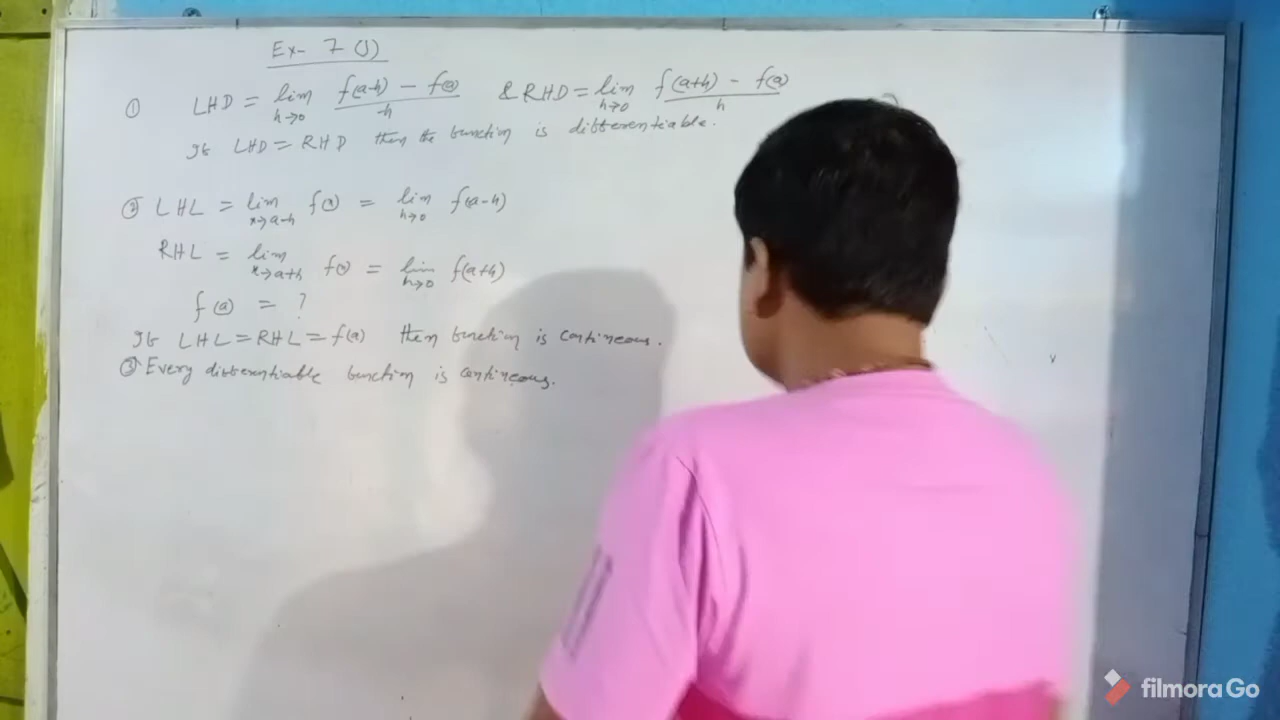 Ex- 7 (J)
① LHD = lim h→0 f(a-h) - f(a) / -h & RHD = lim h→0 f(a+h) - f(a) / h
If LHD = RHD then the function is differentiable.
② LHL = lim x→a-h f(x) = lim h→0 f(a-h)
RHL = lim x→a+h f(x) = lim h→0 f(a+h)
f(a) = ?
If LHL = RHL = f(a) then function is contineous.
③ Every differentiable function is contineous.
filmoraGo